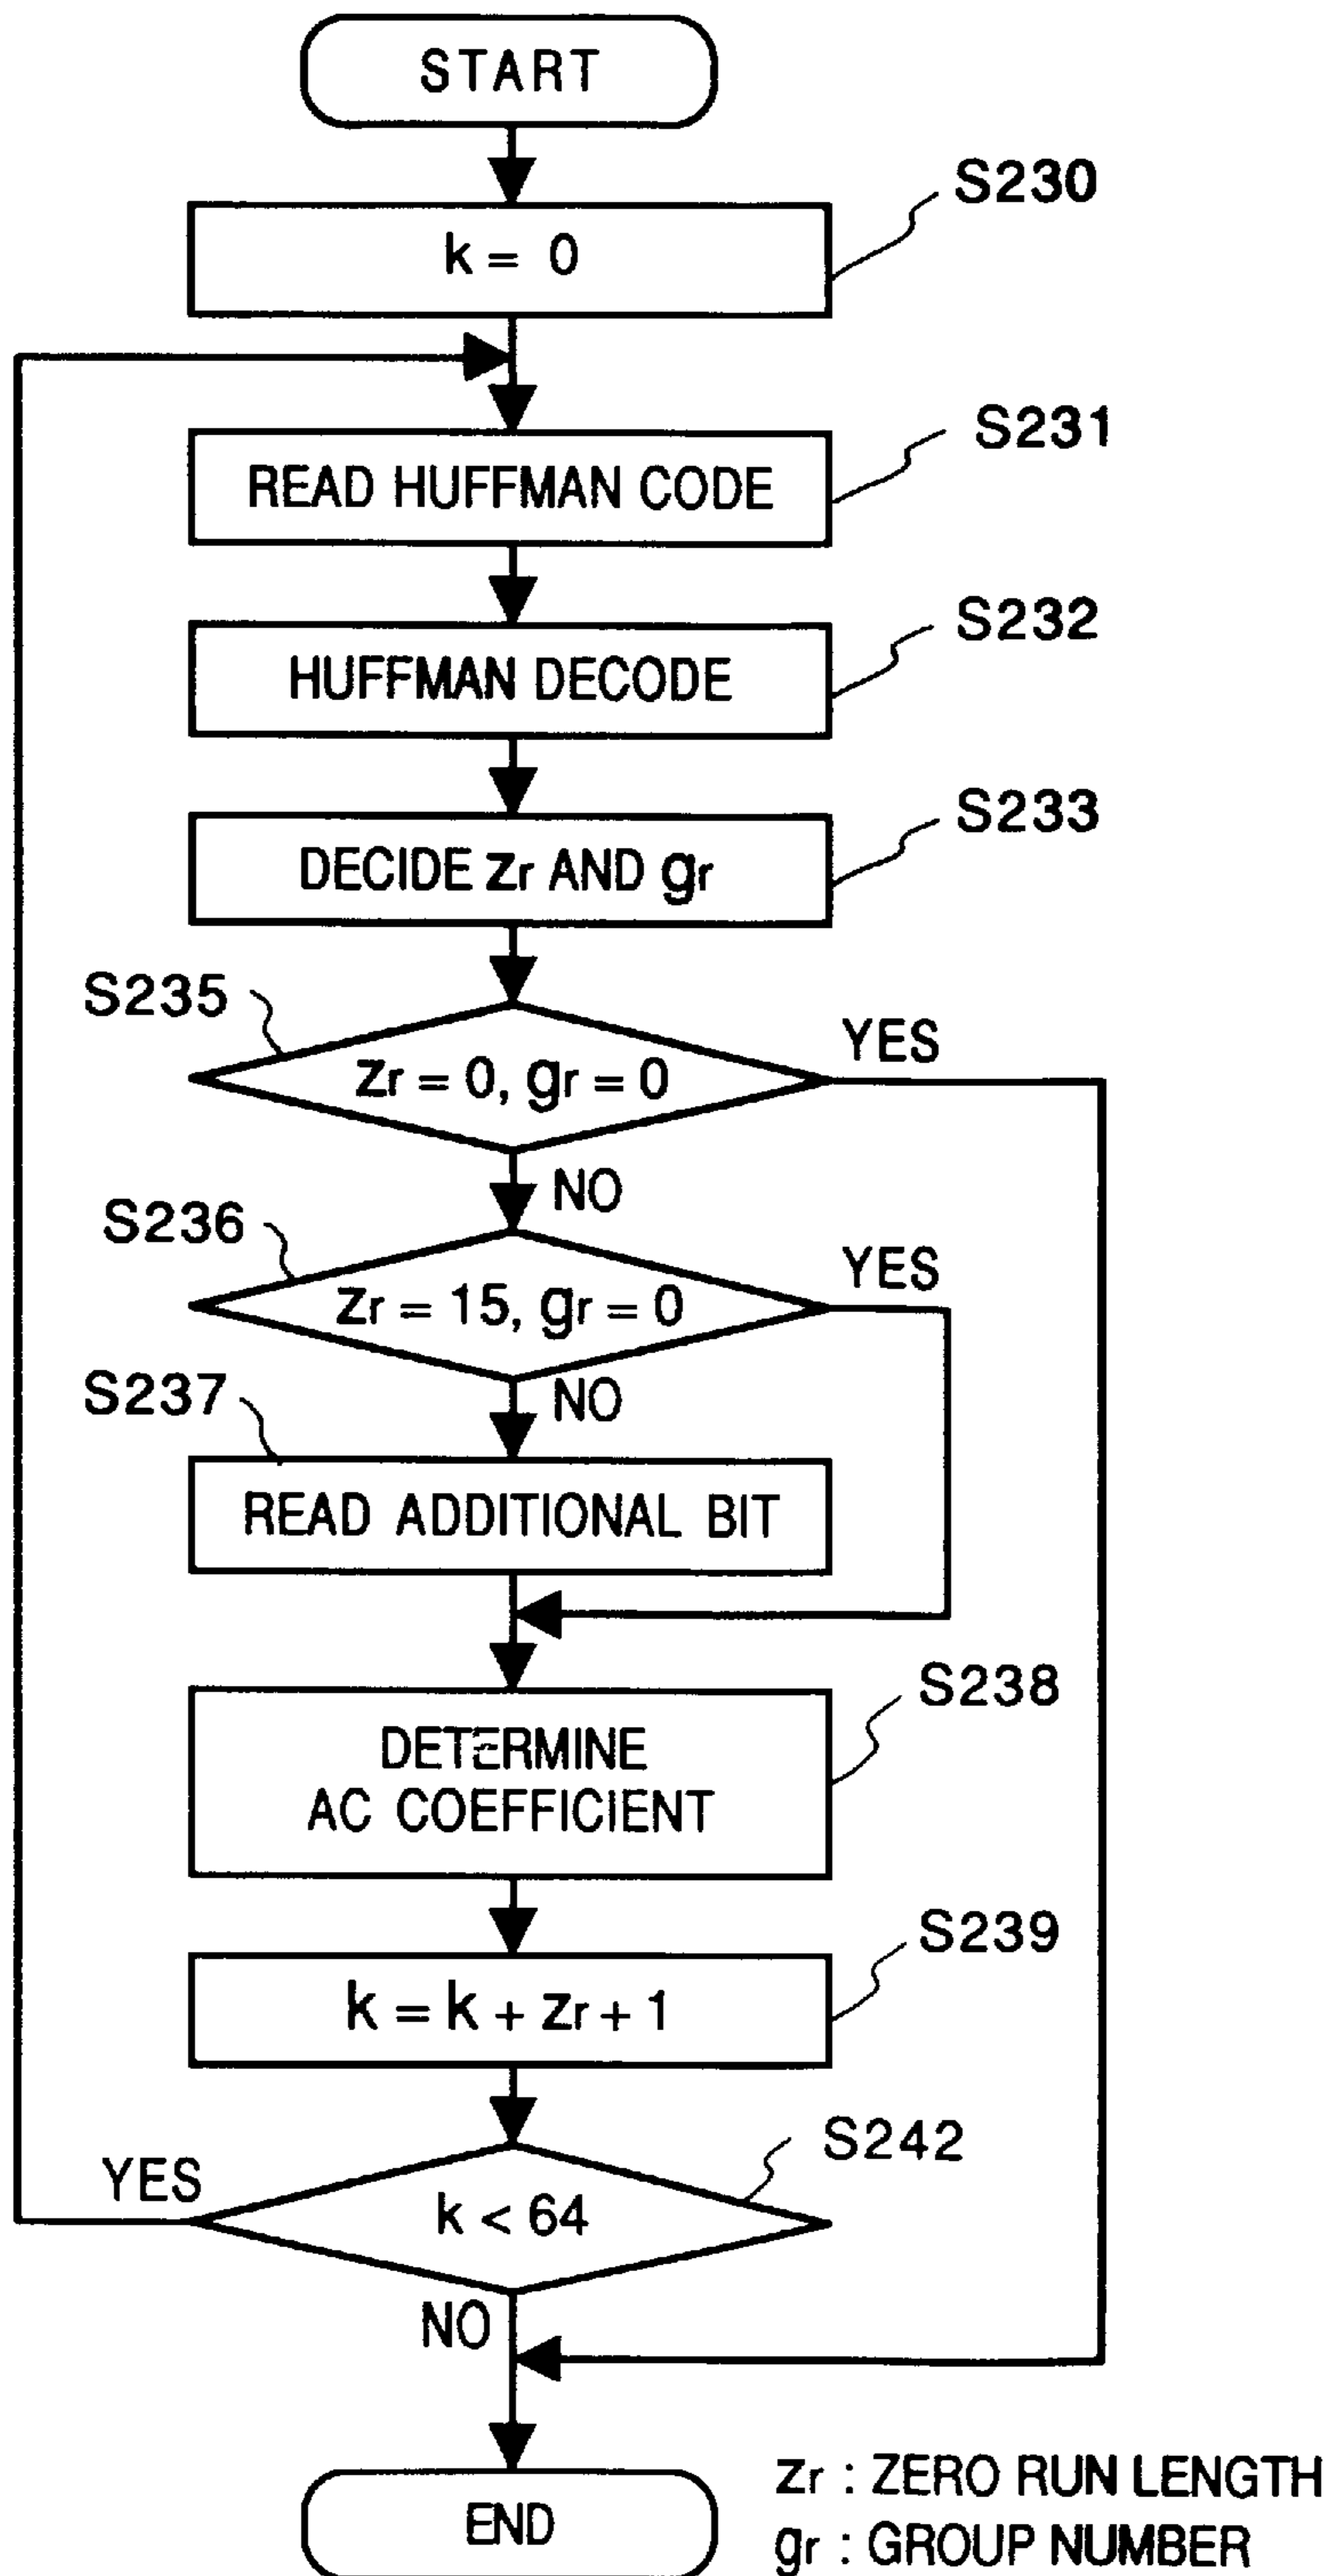 START
S230
k = 0
S231
READ HUFFMAN CODE
S232
HUFFMAN DECODE
S233
DECIDE zr AND gr
S235
YES
zr = 0, gr = 0
NO
S236
YES
zr = 15, gr = 0
NO
S237
READ ADDITIONAL BIT
S238
DETERMINE
AC COEFFICIENT
S239
k = k + zr + 1
S242
YES
k < 64
NO
END
zr : ZERO RUN LENGTH
gr : GROUP NUMBER